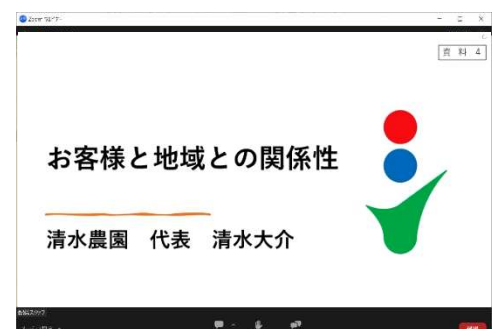 資料 4
お客様と地域との関係性
清水農園 代表 清水大介